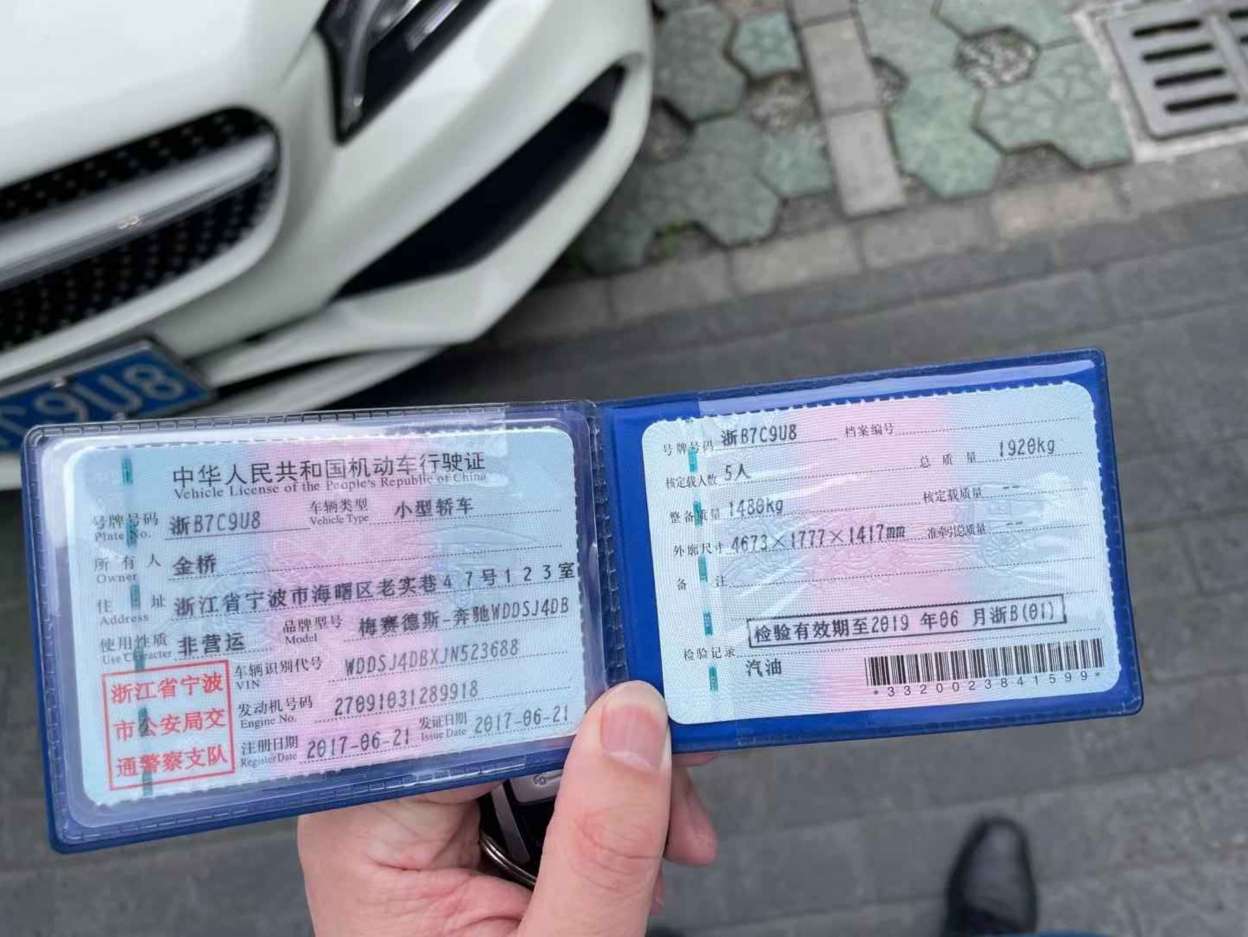 C9U8
中华人民共和国机动车行驶证
Vehicle License of the People's Republic of China
号牌号码 浙B7C9U8 车辆类型 小型轿车
Plate No. Vehicle Type
所有人 金桥
Owner
住址 浙江省宁波市海曙区老实巷47号123室
Address
使用性质 非营运 品牌型号 梅赛德斯-奔驰WDDSJ4DB
Use Character Model
浙江省宁波
市公安局交
通警察支队
车辆识别代号 WDDSJ4DBXJN523688
VIN
发动机号码 27091031289918
Engine No.
注册日期 2017-06-21 发证日期 2017-06-21
Register Date Issue Date
号牌号码 浙B7C9U8 档案编号
核定载人数 5人 总质量 1920kg
整备质量 1480kg 核定载质量 --
外廓尺寸 4673×1777×1417mm 准牵引总质量 --
备注
检验有效期至2019年06月浙B(01)
检验记录
汽油
*3320023841599*